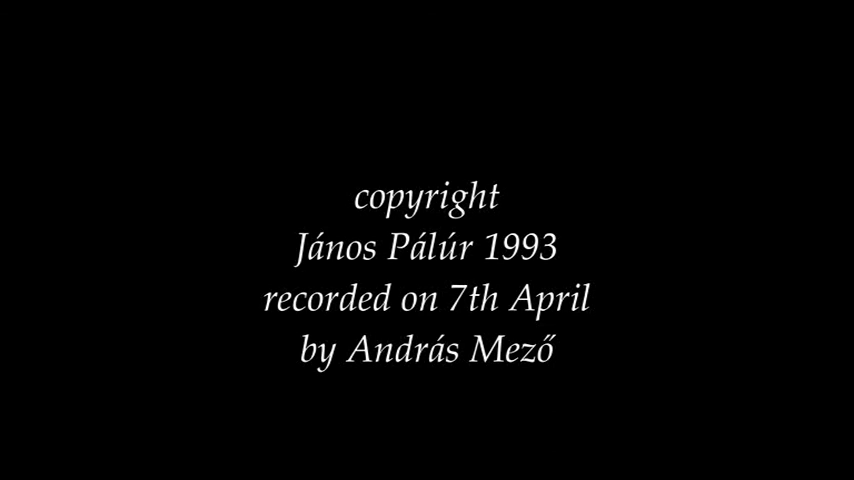 copyright
János Pálúr 1993
recorded on 7th April
by András Mező